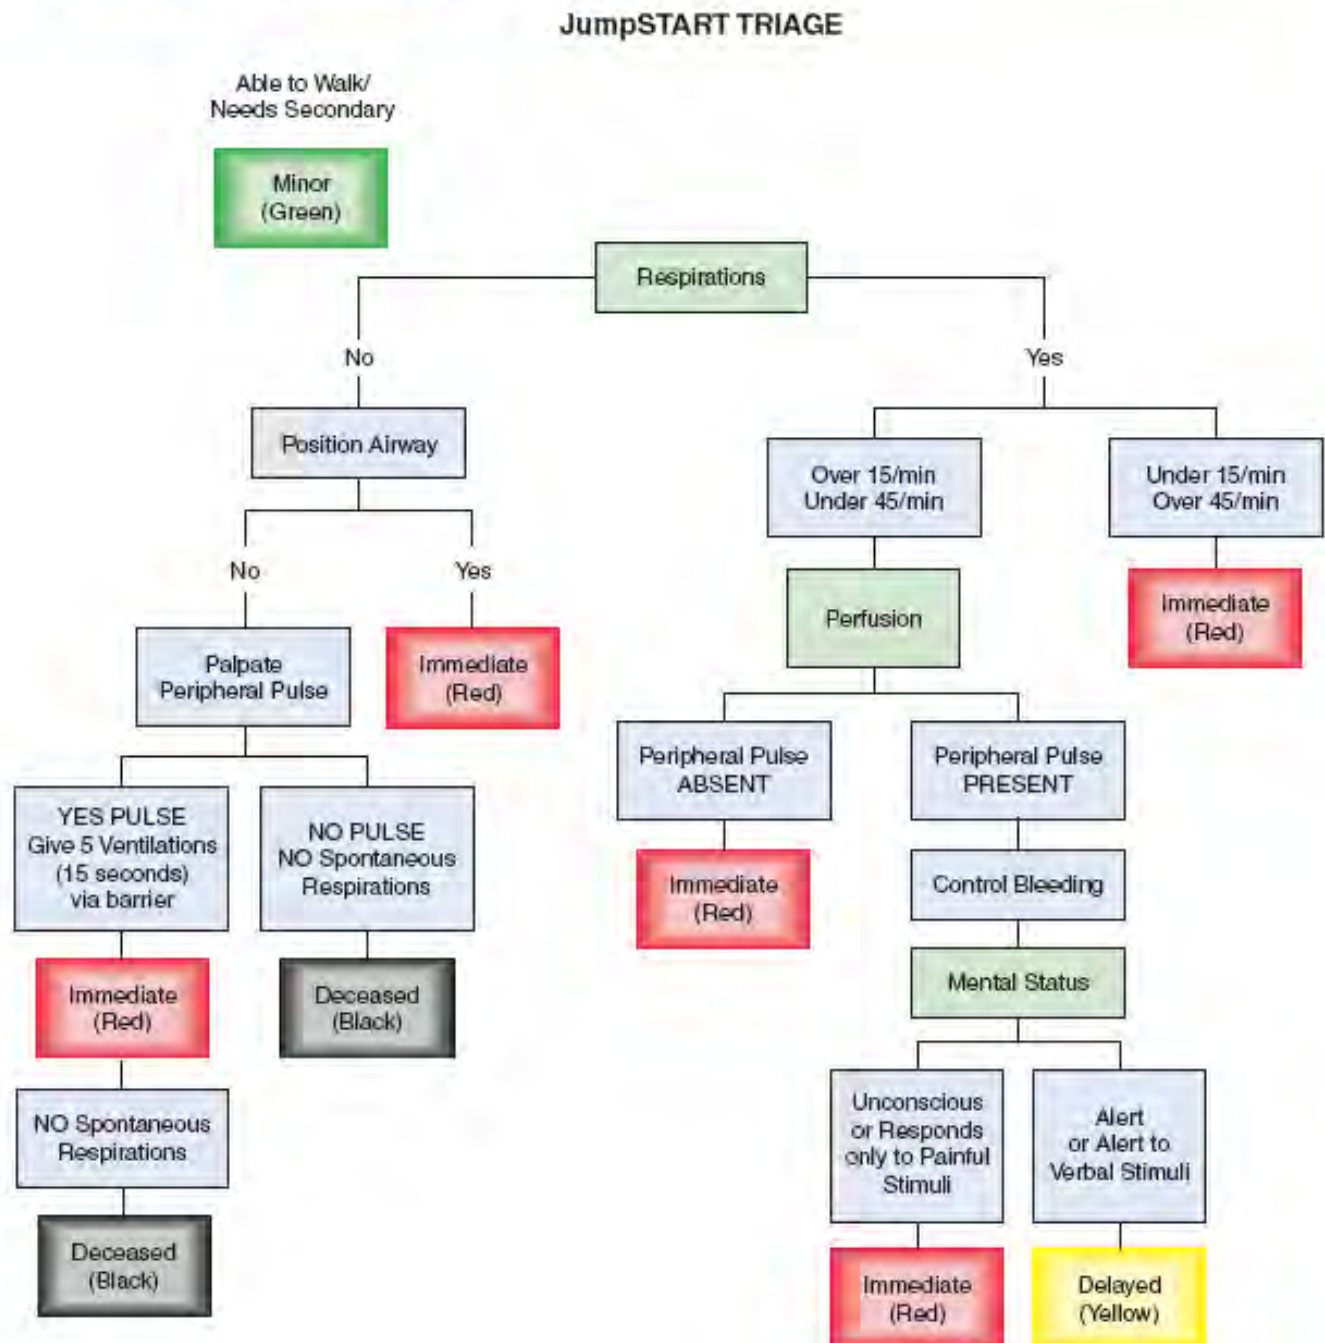 JumpSTART TRIAGE
Able to Walk/
Needs Secondary
Minor
(Green)
Respirations
No
Yes
Position Airway
Over 15/min
Under 45/min
Under 15/min
Over 45/min
No
Yes
Perfusion
Immediate
(Red)
Palpate
Peripheral Pulse
Immediate
(Red)
Peripheral Pulse
ABSENT
Peripheral Pulse
PRESENT
YES PULSE
Give 5 Ventilations
(15 seconds)
via barrier
NO PULSE
NO Spontaneous
Respirations
Immediate
(Red)
Control Bleeding
Immediate
(Red)
Deceased
(Black)
Mental Status
NO Spontaneous
Respirations
Unconscious
or Responds
only to Painful
Stimuli
Alert
or Alert to
Verbal Stimuli
Deceased
(Black)
Immediate
(Red)
Delayed
(Yellow)